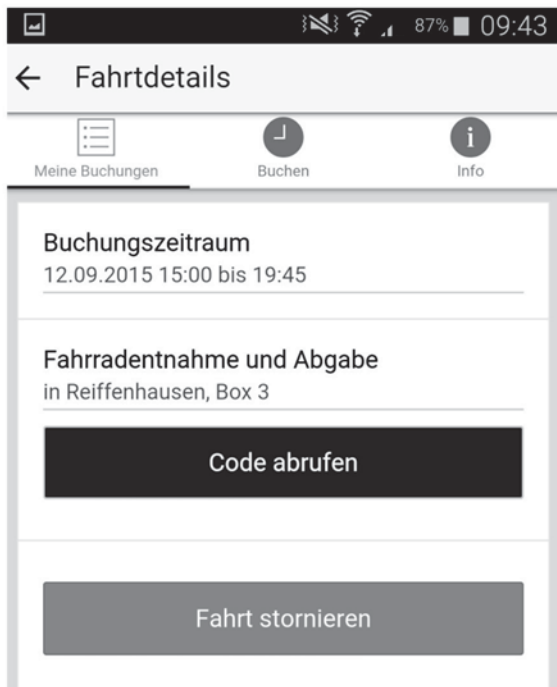 87% 09:43
Fahrtdetails
Meine Buchungen Buchen Info
Buchungszeitraum
12.09.2015 15:00 bis 19:45
Fahrradentnahme und Abgabe
in Reiffenhausen, Box 3
Code abrufen
Fahrt stornieren